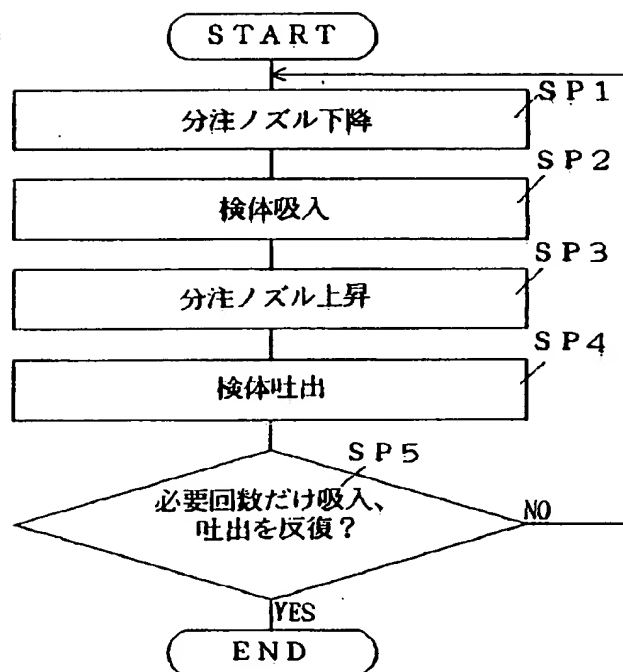 START
SP1
分注ノズル下降
SP2
検体吸入
SP3
分注ノズル上昇
SP4
検体吐出
SP5
必要回数だけ吸入、
吐出を反復？
NO
YES
END